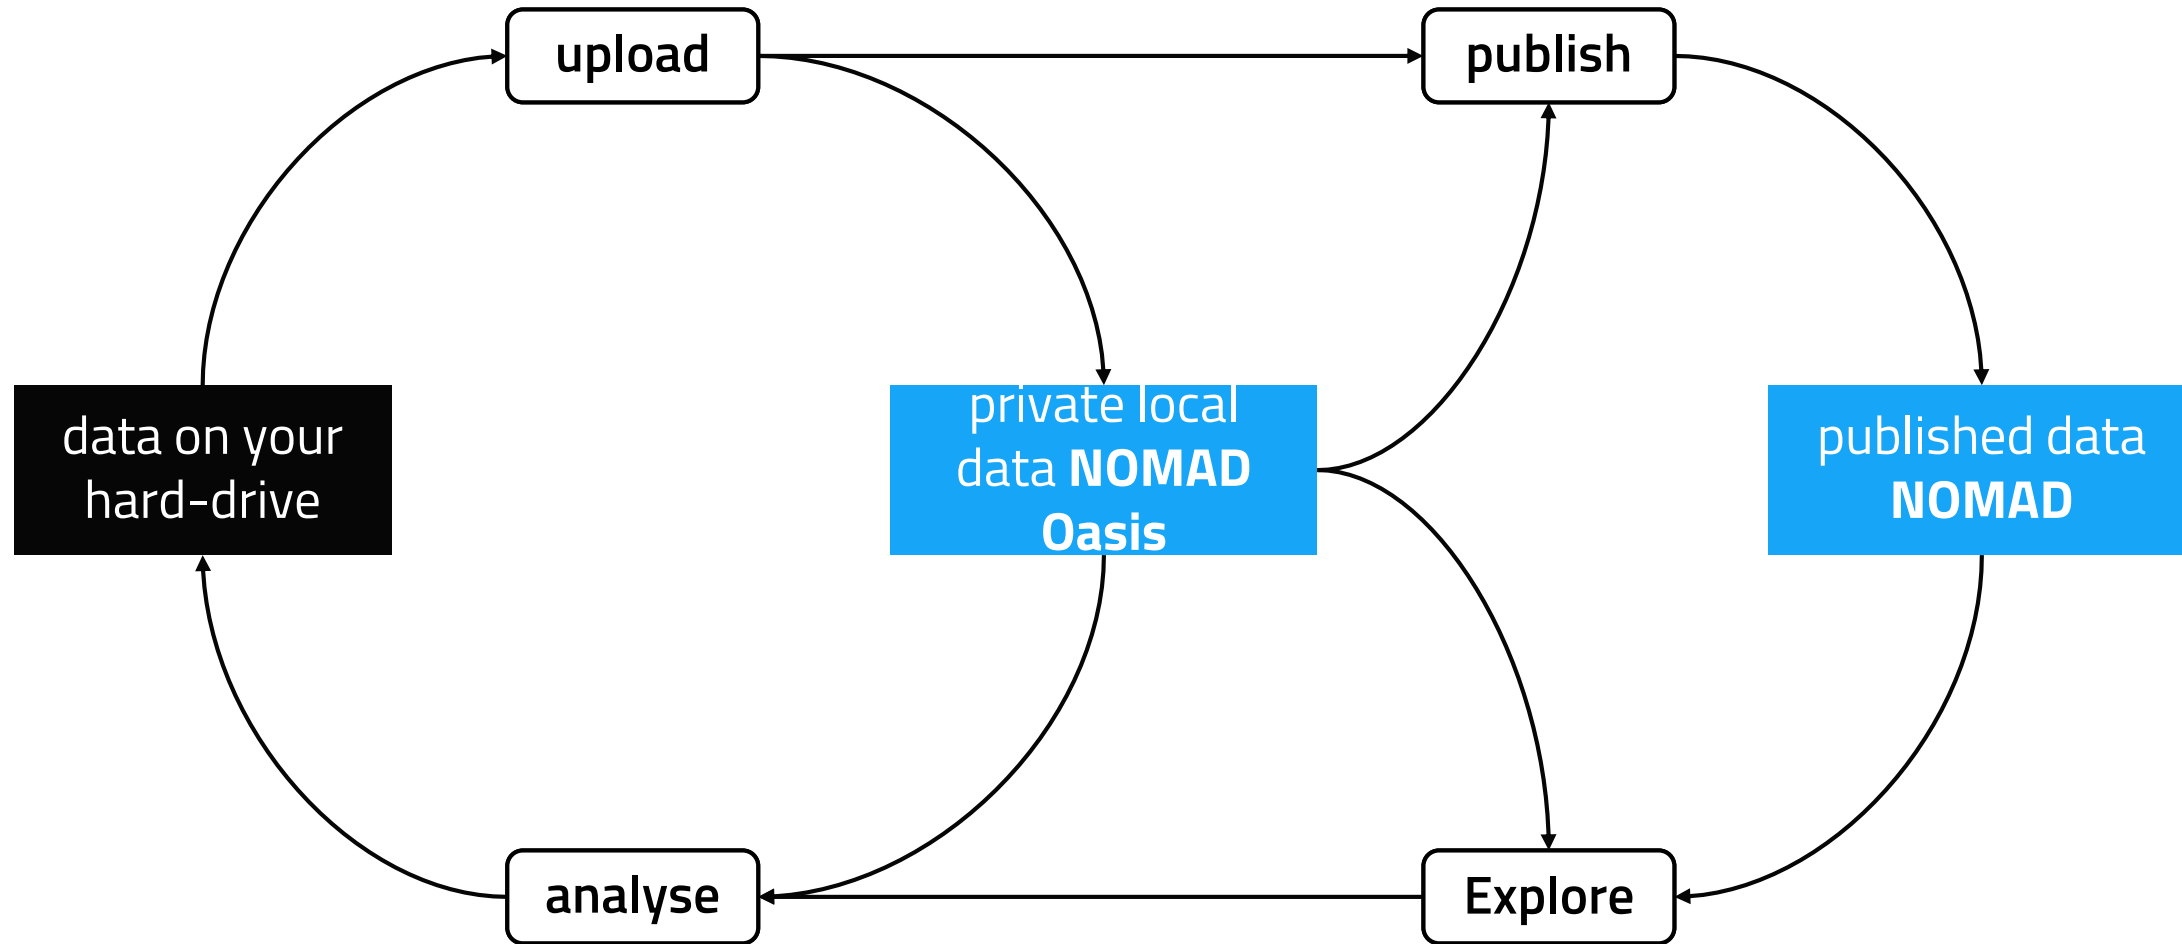 upload
publish
data on your
hard-drive
private local
data NOMAD
Oasis
published data
NOMAD
analyse
Explore